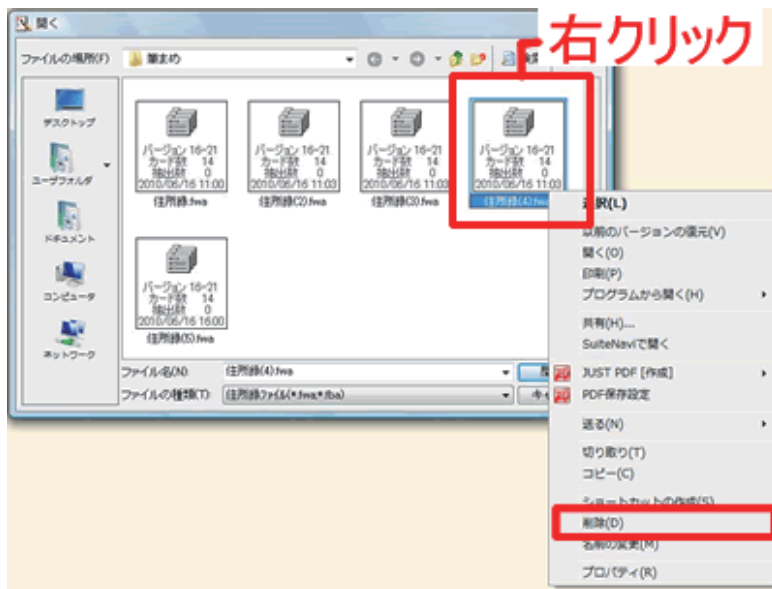 開く
右クリック
ファイルの場所(I)
筆まめ
デスクトップ
ユーザフォルダ
ドキュメント
コンピュータ
ネットワーク
バージョン 16-21
カード数 14
抽出数 0
2010/06/16 11:00
住所録.fwa
バージョン 16-21
カード数 14
抽出数 0
2010/06/16 11:03
住所録(2).fwa
バージョン 16-21
カード数 14
抽出数 0
2010/06/16 11:03
住所録(3).fwa
バージョン 16-21
カード数 14
抽出数 0
2010/06/16 11:03
住所録(4).fwa
バージョン 16-21
カード数 14
抽出数 0
2010/06/16 16:00
住所録(5).fwa
ファイル名(N):
住所録(4).fwa
ファイルの種類(T):
住所録ファイル(*.fwa;*.fba)
選択(L)
以前のバージョンの復元(V)
開く(O)
印刷(P)
プログラムから開く(H)
共有(H)...
SuiteNaviで開く
JUST PDF [作成]
PDF保存設定
送る(N)
切り取り(T)
コピー(C)
ショートカットの作成(S)
削除(D)
名前の変更(M)
プロパティ(R)